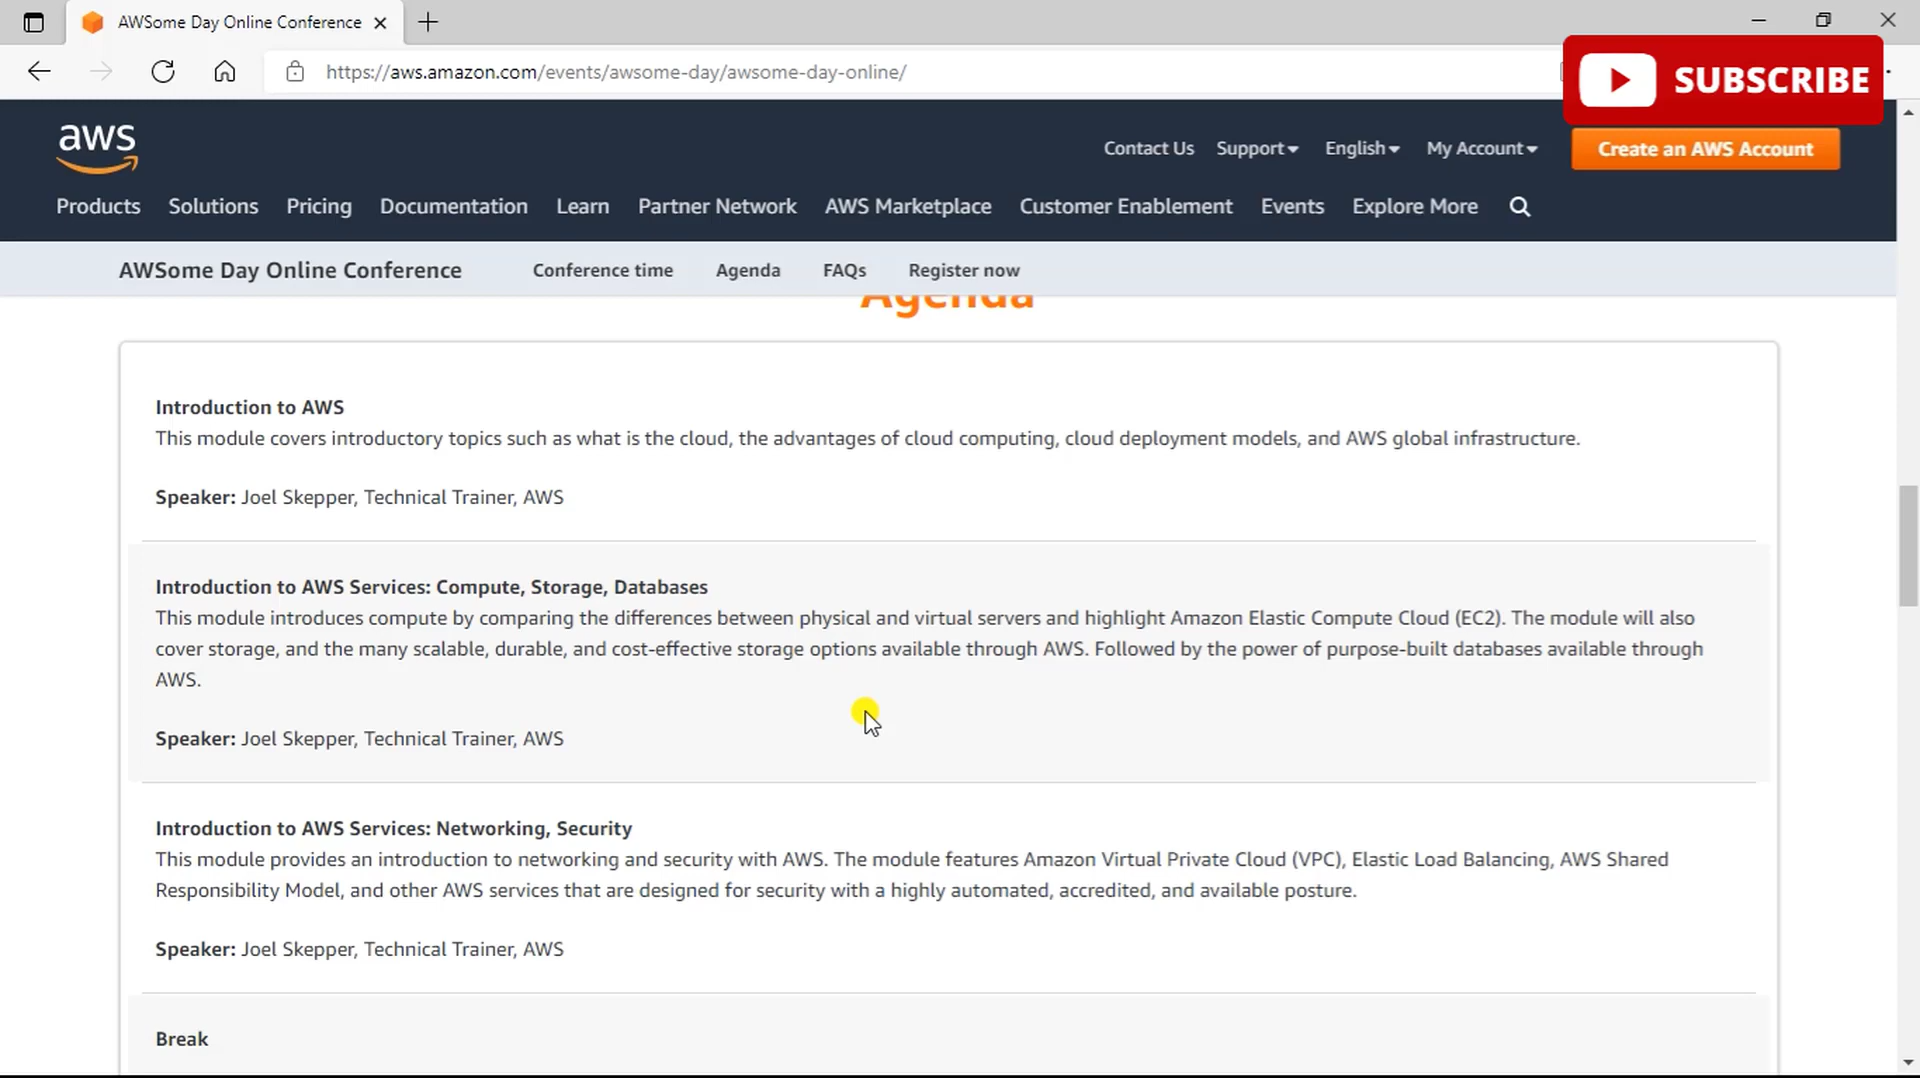 AWSome Day Online Conference
https://aws.amazon.com/events/awsome-day/awsome-day-online/
SUBSCRIBE
aws
Contact Us Support English My Account Create an AWS Account
Products Solutions Pricing Documentation Learn Partner Network AWS Marketplace Customer Enablement Events Explore More
AWSome Day Online Conference Conference time Agenda FAQs Register now
Agenda
Introduction to AWS
This module covers introductory topics such as what is the cloud, the advantages of cloud computing, cloud deployment models, and AWS global infrastructure.
Speaker: Joel Skepper, Technical Trainer, AWS
Introduction to AWS Services: Compute, Storage, Databases
This module introduces compute by comparing the differences between physical and virtual servers and highlight Amazon Elastic Compute Cloud (EC2). The module will also
cover storage, and the many scalable, durable, and cost-effective storage options available through AWS. Followed by the power of purpose-built databases available through
AWS.
Speaker: Joel Skepper, Technical Trainer, AWS
Introduction to AWS Services: Networking, Security
This module provides an introduction to networking and security with AWS. The module features Amazon Virtual Private Cloud (VPC), Elastic Load Balancing, AWS Shared
Responsibility Model, and other AWS services that are designed for security with a highly automated, accredited, and available posture.
Speaker: Joel Skepper, Technical Trainer, AWS
Break